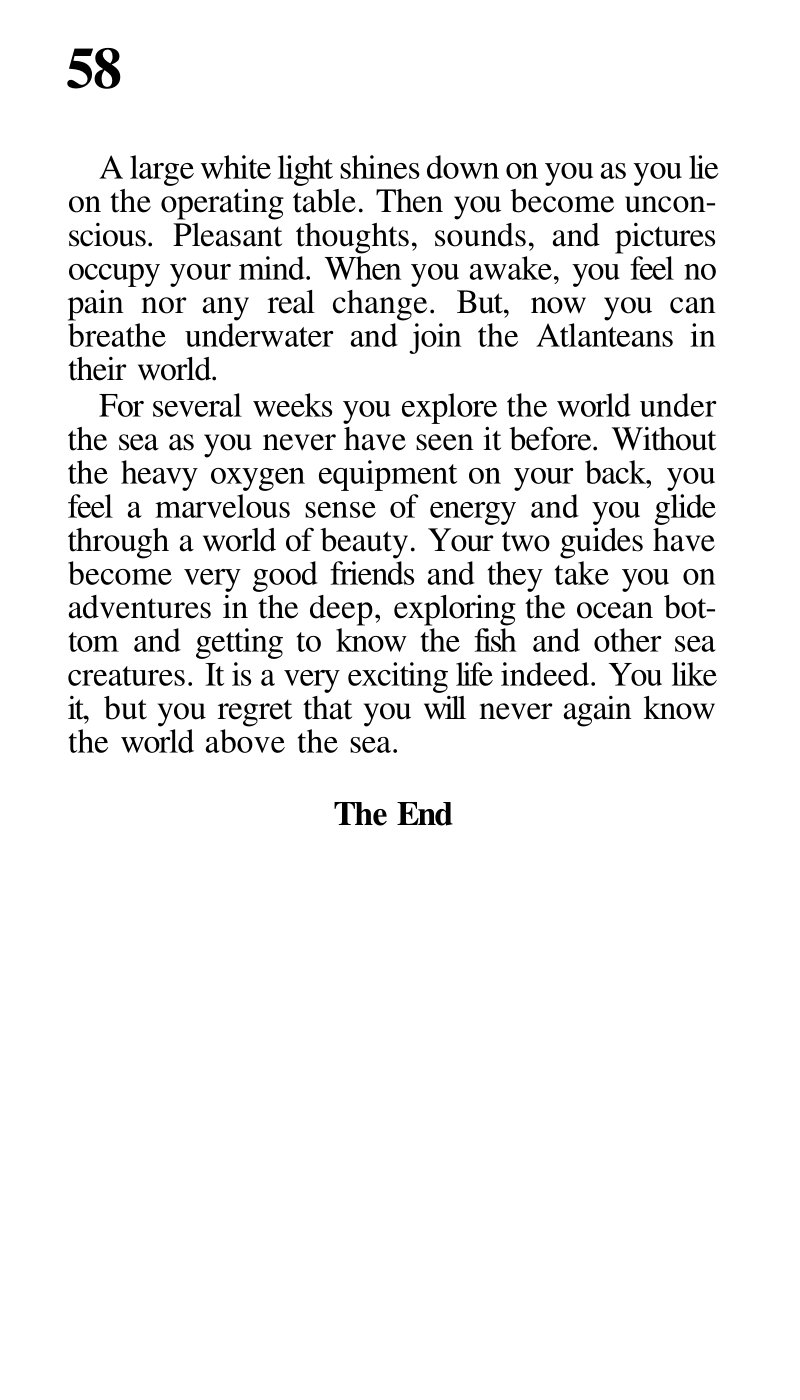 58
A large white light shines down on you as you lie
on the operating table. Then you become uncon-
scious. Pleasant thoughts, sounds, and pictures
occupy your mind. When you awake, you feel no
pain nor any real change. But, now you can
breathe underwater and join the Atlanteans in
their world.
For several weeks you explore the world under
the sea as you never have seen it before. Without
the heavy oxygen equipment on your back, you
feel a marvelous sense of energy and you glide
through a world of beauty. Your two guides have
become very good friends and they take you on
adventures in the deep, exploring the ocean bot-
tom and getting to know the fish and other sea
creatures. It is a very exciting life indeed. You like
it, but you regret that you will never again know
the world above the sea.
The End